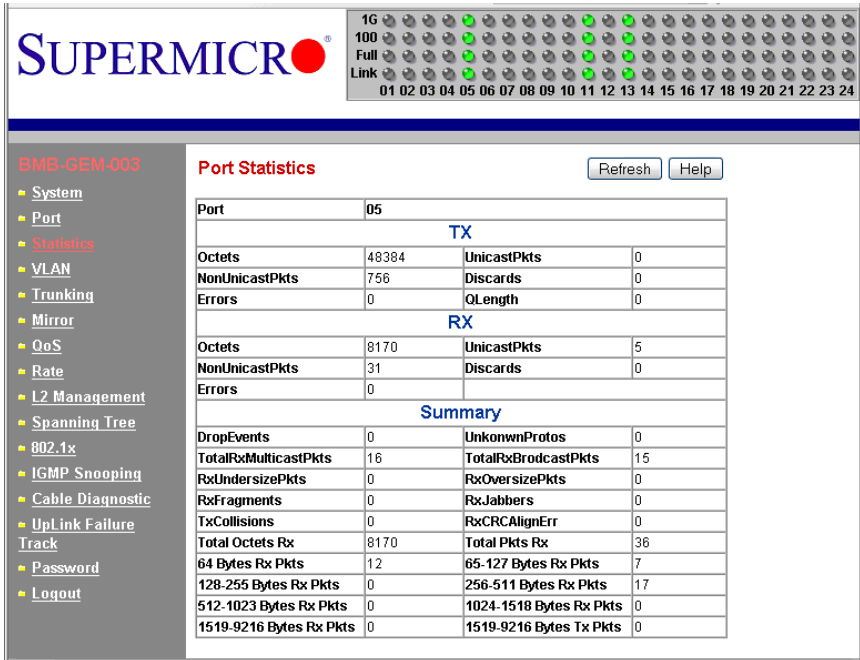 SUPERMICRO®
1G
100
Full
Link
01 02 03 04 05 06 07 08 09 10 11 12 13 14 15 16 17 18 19 20 21 22 23 24
BMB-GEM-003
System
Port
Statistics
VLAN
Trunking
Mirror
QoS
Rate
L2 Management
Spanning Tree
802.1x
IGMP Snooping
Cable Diagnostic
UpLink Failure
Track
Password
Logout
Port Statistics
Refresh Help
Port 05
TX
Octets 48384 UnicastPkts 0
NonUnicastPkts 756 Discards 0
Errors 0 QLength 0
RX
Octets 8170 UnicastPkts 5
NonUnicastPkts 31 Discards 0
Errors 0
Summary
DropEvents 0 UnkonwnProtos 0
TotalRxMulticastPkts 16 TotalRxBrodcastPkts 15
RxUndersizePkts 0 RxOversizePkts 0
RxFragments 0 RxJabbers 0
TxCollisions 0 RxCRCAlignErr 0
Total Octets Rx 8170 Total Pkts Rx 36
64 Bytes Rx Pkts 12 65-127 Bytes Rx Pkts 7
128-255 Bytes Rx Pkts 0 256-511 Bytes Rx Pkts 17
512-1023 Bytes Rx Pkts 0 1024-1518 Bytes Rx Pkts 0
1519-9216 Bytes Rx Pkts 0 1519-9216 Bytes Tx Pkts 0